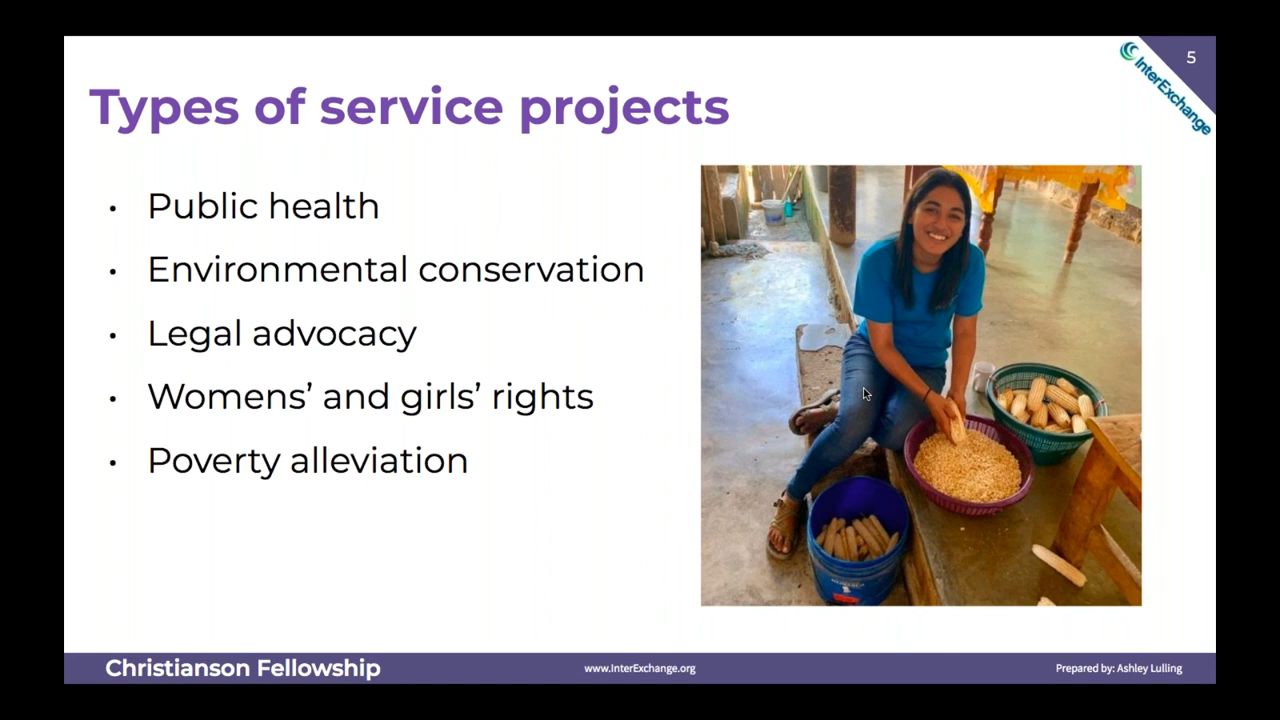 5
InterExchange
Types of service projects
• Public health
• Environmental conservation
• Legal advocacy
• Womens’ and girls’ rights
• Poverty alleviation
Christianson Fellowship
www.InterExchange.org
Prepared by: Ashley Lulling